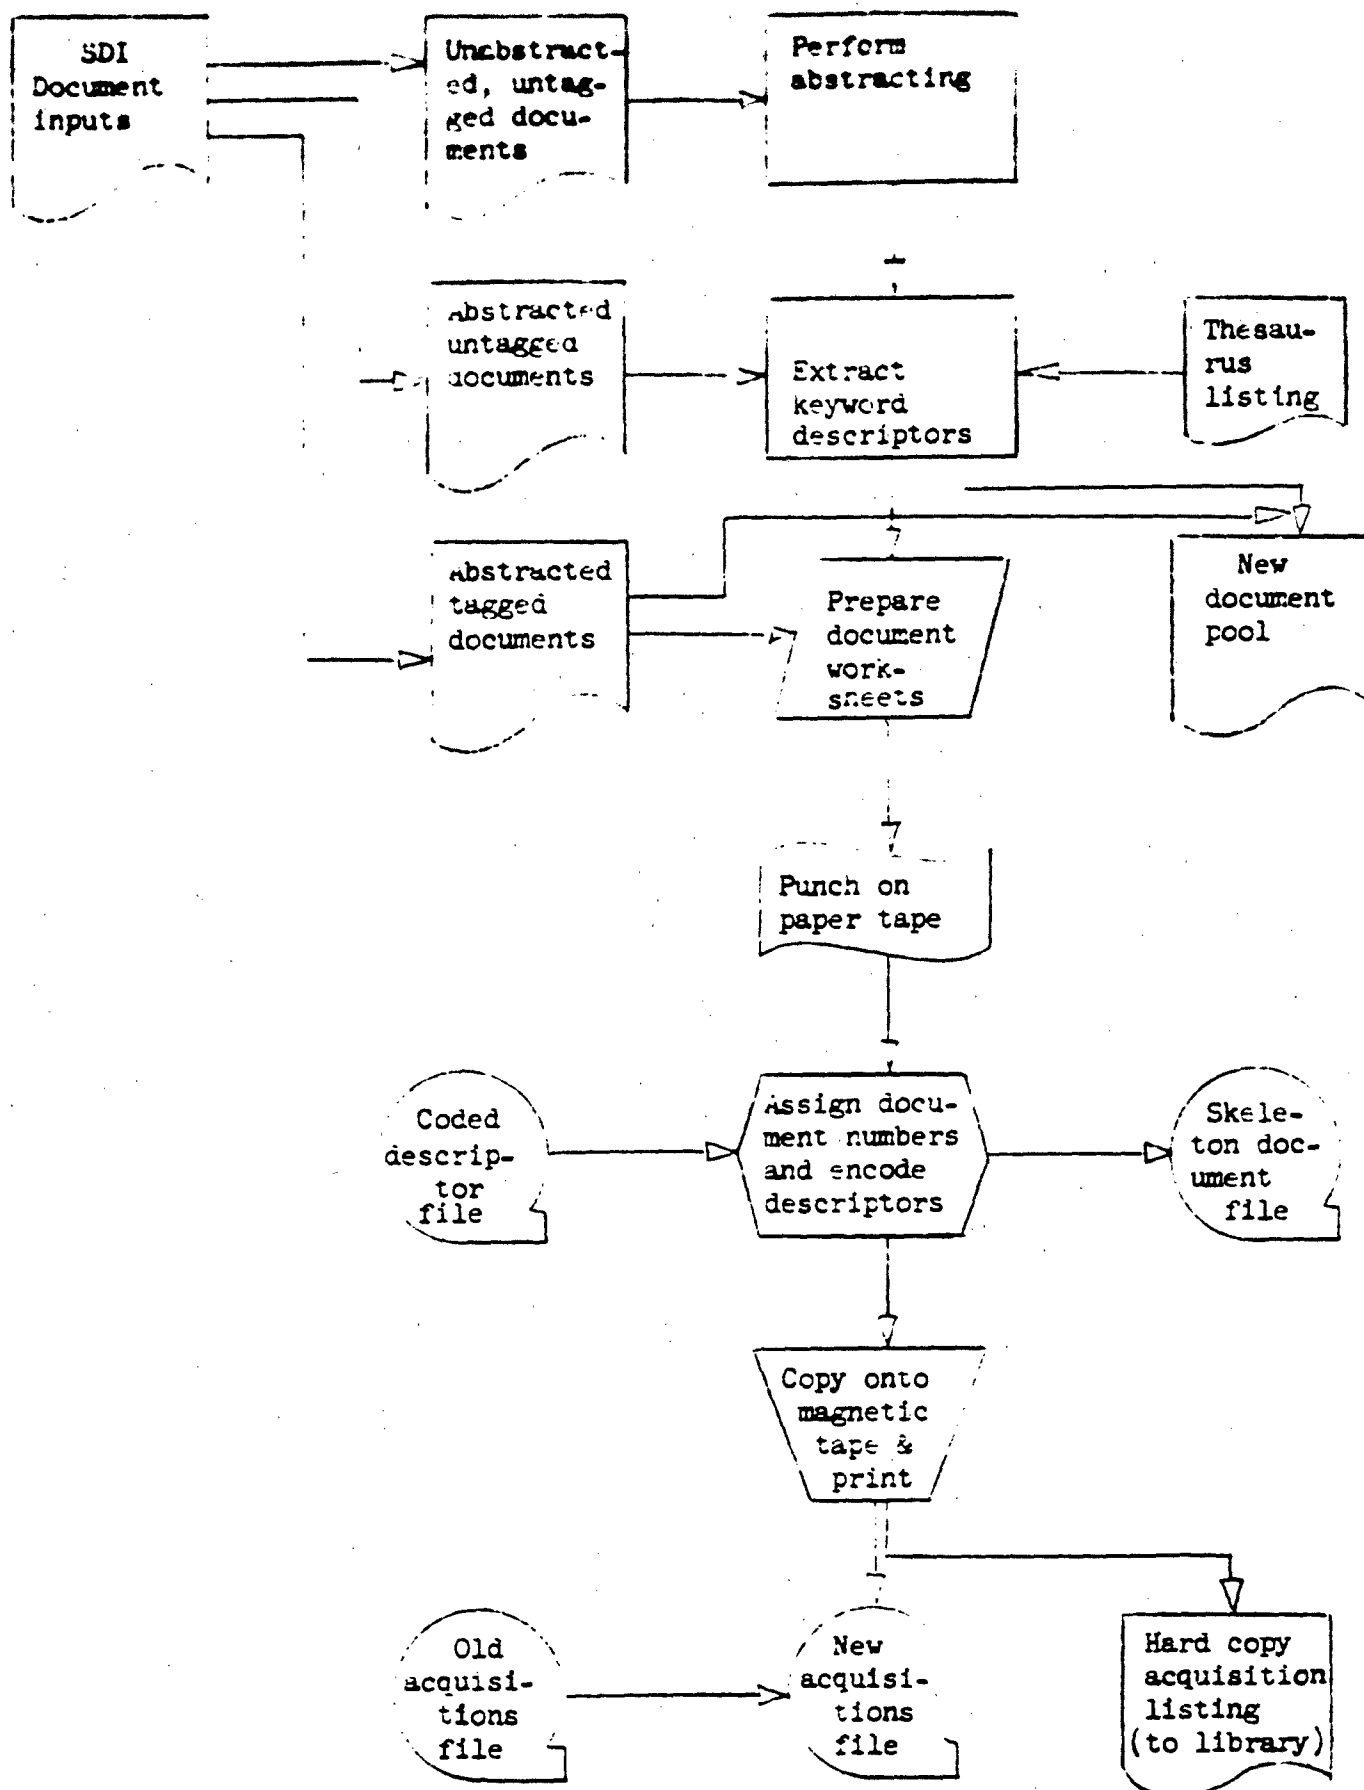 SDI
Document
inputs
Unabstract-
ed, untag-
ged docu-
ments
Perform
abstracting
Abstracted
untagged
documents
Extract
keyword
descriptors
Thesau-
rus
listing
Abstracted
tagged
documents
Prepare
document
work-
sheets
New
document
pool
Punch on
paper tape
Coded
descrip-
tor
file
Assign docu-
ment numbers
and encode
descriptors
Skele-
ton doc-
ument
file
Copy onto
magnetic
tape &
print
Old
acquisi-
tions
file
New
acquisi-
tions
file
Hard copy
acquisition
listing
(to library)